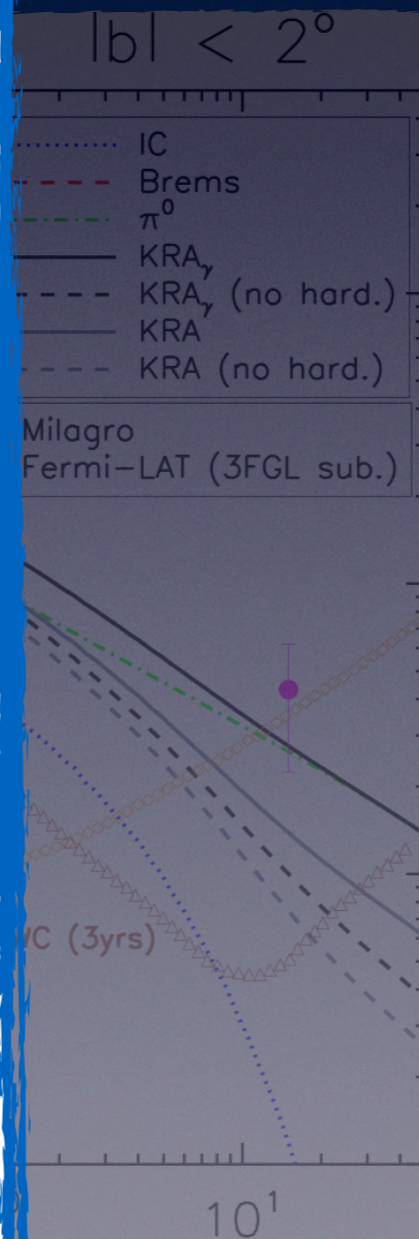 |b| < 2°
IC
Brems
π⁰
KRAᵧ
KRAᵧ (no hard.)
KRA
KRA (no hard.)
Milagro
Fermi-LAT (3FGL sub.)
(3yrs)
10¹